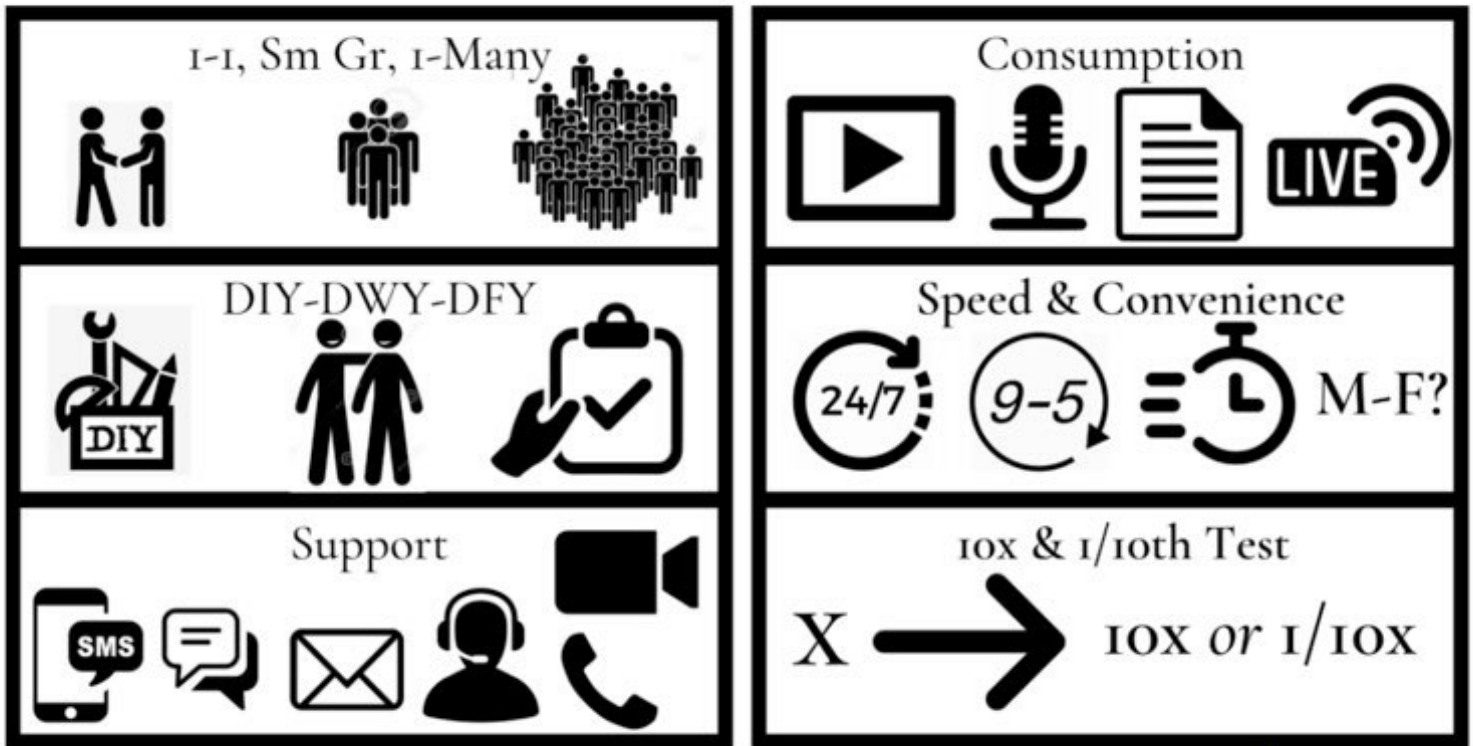 1-1, Sm Gr, 1-Many
DIY-DWY-DFY
DIY
Support
SMS
Consumption
LIVE
Speed & Convenience
24/7
9-5
M-F?
10x & 1/10th Test
X
10x or 1/10x